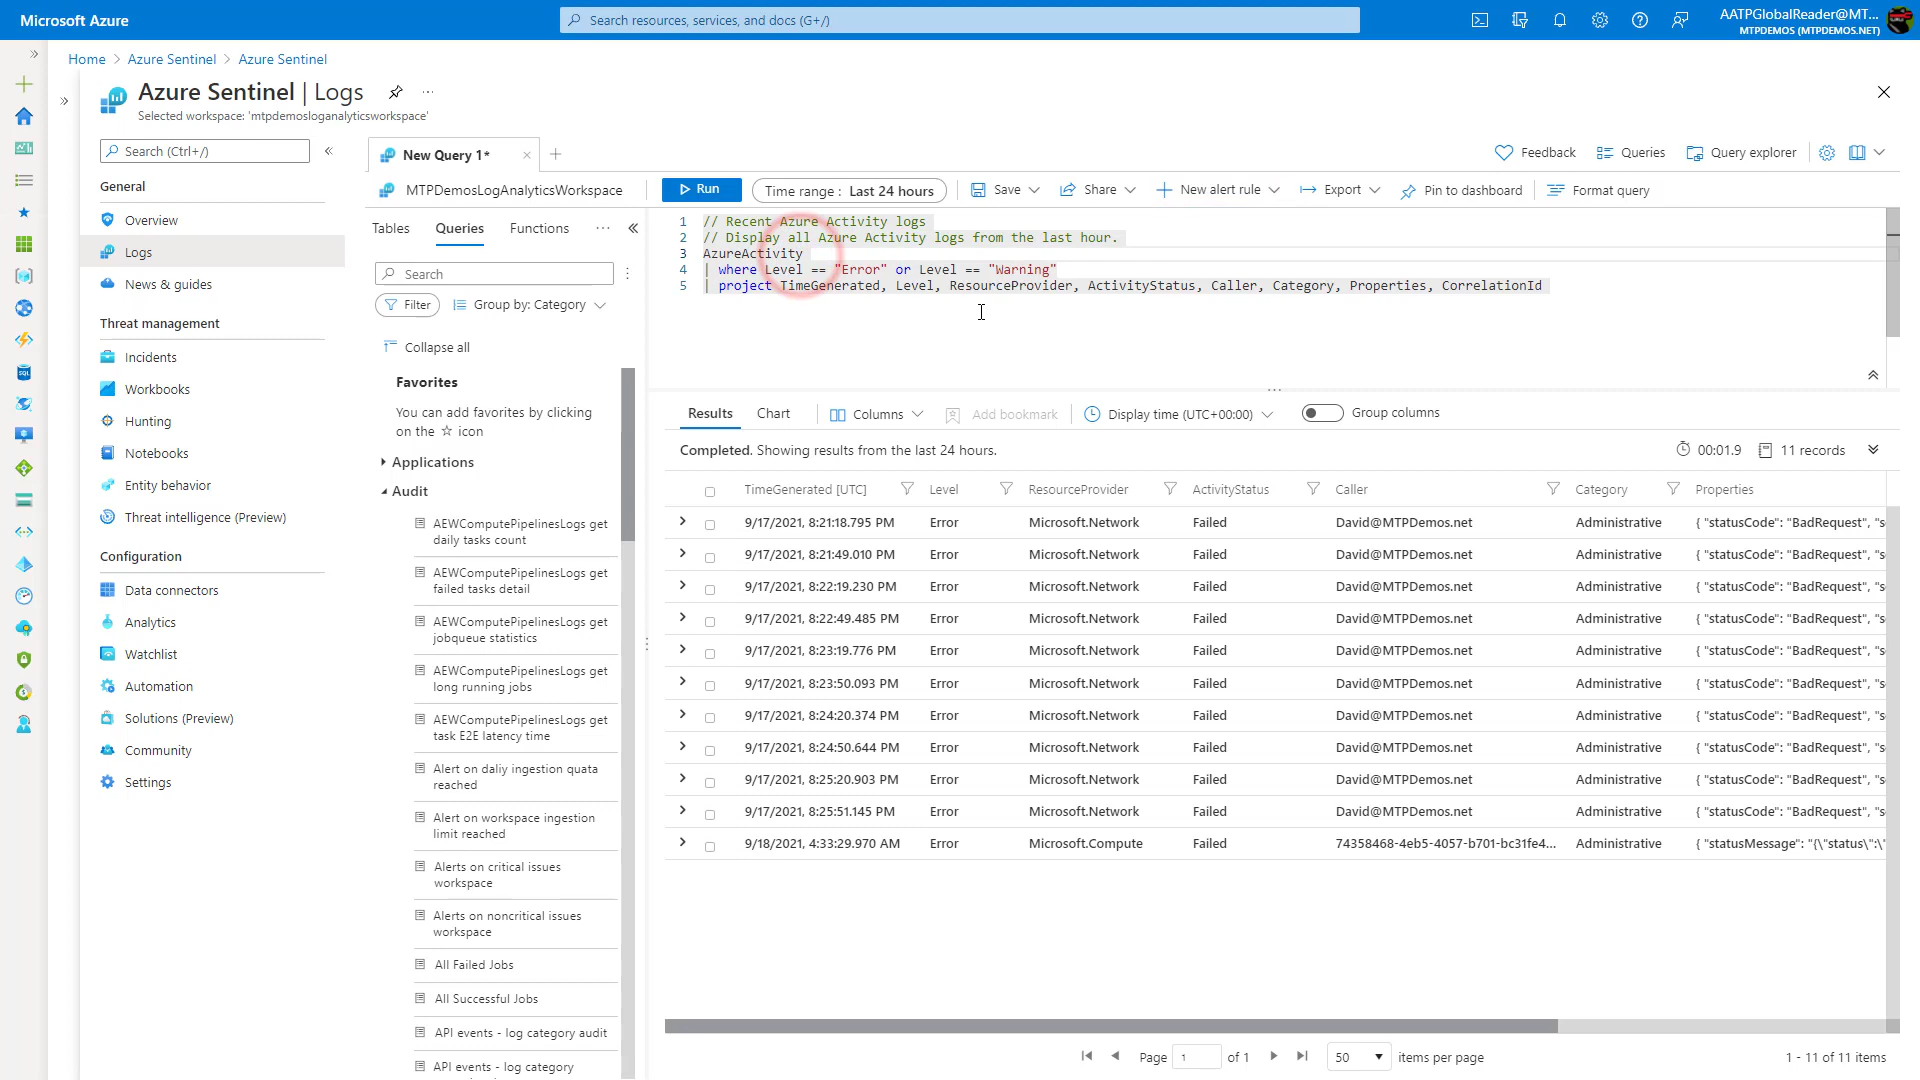 Microsoft Azure
Search resources, services, and docs (G+/)
AATPGlobalReader@MT...
MTPDEMOS (MTPDEMOS.NET)
Home > Azure Sentinel > Azure Sentinel
Azure Sentinel | Logs
Selected workspace: 'mtpdemosloganalyticsworkspace'
Search (Ctrl+/)
General
Overview
Logs
News & guides
Threat management
Incidents
Workbooks
Hunting
Notebooks
Entity behavior
Threat intelligence (Preview)
Configuration
Data connectors
Analytics
Watchlist
Automation
Solutions (Preview)
Community
Settings
New Query 1*
Feedback
Queries
Query explorer
MTPDemosLogAnalyticsWorkspace
Run
Time range : Last 24 hours
Save
Share
New alert rule
Export
Pin to dashboard
Format query
Tables
Queries
Functions
Search
Filter
Group by: Category
Collapse all
Favorites
You can add favorites by clicking
on the ☆ icon
Applications
Audit
AEWComputePipelinesLogs get
daily tasks count
AEWComputePipelinesLogs get
failed tasks detail
AEWComputePipelinesLogs get
jobqueue statistics
AEWComputePipelinesLogs get
long running jobs
AEWComputePipelinesLogs get
task E2E latency time
Alert on daliy ingestion quata
reached
Alert on workspace ingestion
limit reached
Alerts on critical issues
workspace
Alerts on noncritical issues
workspace
All Failed Jobs
All Successful Jobs
API events - log category audit
API events - log category
1 // Recent Azure Activity logs
2 // Display all Azure Activity logs from the last hour.
3 AzureActivity
4 | where Level == "Error" or Level == "Warning"
5 | project TimeGenerated, Level, ResourceProvider, ActivityStatus, Caller, Category, Properties, CorrelationId
Results
Chart
Columns
Add bookmark
Display time (UTC+00:00)
Group columns
Completed. Showing results from the last 24 hours.
00:01.9
11 records
TimeGenerated [UTC] Level ResourceProvider ActivityStatus Caller Category Properties
9/17/2021, 8:21:18.795 PM Error Microsoft.Network Failed David@MTPDemos.net Administrative { "statusCode": "BadRequest", "s
9/17/2021, 8:21:49.010 PM Error Microsoft.Network Failed David@MTPDemos.net Administrative { "statusCode": "BadRequest", "s
9/17/2021, 8:22:19.230 PM Error Microsoft.Network Failed David@MTPDemos.net Administrative { "statusCode": "BadRequest", "s
9/17/2021, 8:22:49.485 PM Error Microsoft.Network Failed David@MTPDemos.net Administrative { "statusCode": "BadRequest", "s
9/17/2021, 8:23:19.776 PM Error Microsoft.Network Failed David@MTPDemos.net Administrative { "statusCode": "BadRequest", "s
9/17/2021, 8:23:50.093 PM Error Microsoft.Network Failed David@MTPDemos.net Administrative { "statusCode": "BadRequest", "s
9/17/2021, 8:24:20.374 PM Error Microsoft.Network Failed David@MTPDemos.net Administrative { "statusCode": "BadRequest", "s
9/17/2021, 8:24:50.644 PM Error Microsoft.Network Failed David@MTPDemos.net Administrative { "statusCode": "BadRequest", "s
9/17/2021, 8:25:20.903 PM Error Microsoft.Network Failed David@MTPDemos.net Administrative { "statusCode": "BadRequest", "s
9/17/2021, 8:25:51.145 PM Error Microsoft.Network Failed David@MTPDemos.net Administrative { "statusCode": "BadRequest", "s
9/18/2021, 4:33:29.970 AM Error Microsoft.Compute Failed 74358468-4eb5-4057-b701-bc31fe4... Administrative { "statusMessage": "{\"status\":\"
Page 1 of 1
50 items per page
1 - 11 of 11 items